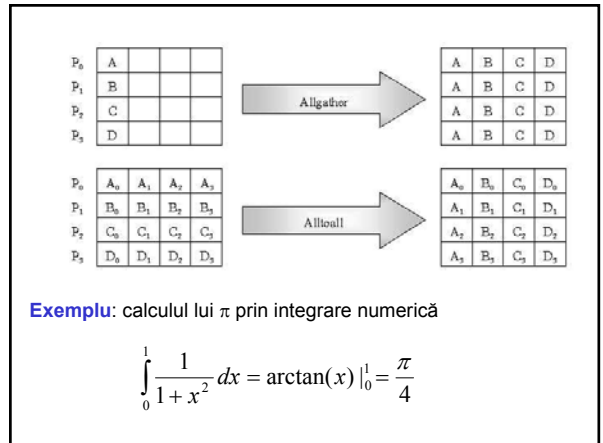 P₀ A A B C D
P₁ B A B C D
Allgather
P₂ C A B C D
P₃ D A B C D
P₀ A₀ A₁ A₂ A₃ A₀ B₀ C₀ D₀
P₁ B₀ B₁ B₂ B₃ A₁ B₁ C₁ D₁
Alltoall
P₂ C₀ C₁ C₂ C₃ A₂ B₂ C₂ D₂
P₃ D₀ D₁ D₂ D₃ A₃ B₃ C₃ D₃
Exemplu: calculul lui π prin integrare numerică
∫₀¹ 1/(1 + x²) dx = arctan(x) |₀¹ = π/4